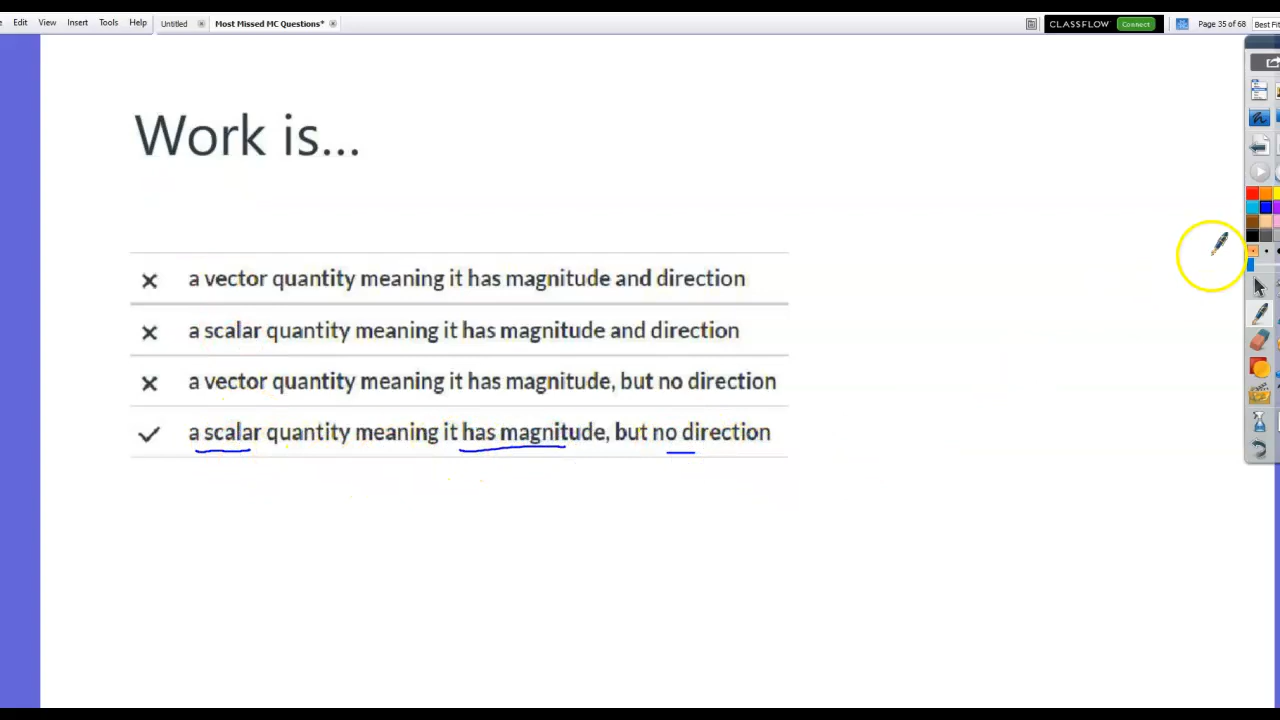 Edit View Insert Tools Help Untitled Most Missed MC Questions* CLASSFLOW Connect Page 35 of 68 Best Fit
Work is...
a vector quantity meaning it has magnitude and direction
a scalar quantity meaning it has magnitude and direction
a vector quantity meaning it has magnitude, but no direction
a scalar quantity meaning it has magnitude, but no direction